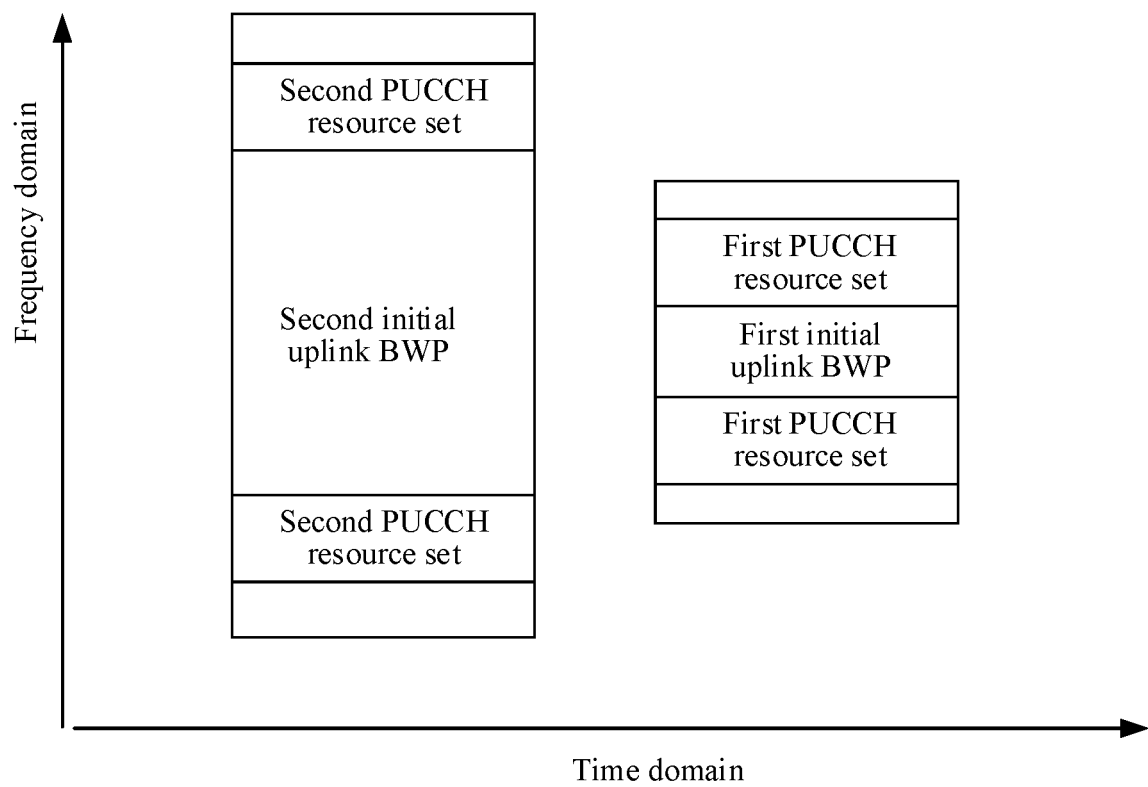 Frequency domain
Second PUCCH
resource set
Second initial
uplink BWP
Second PUCCH
resource set
First PUCCH
resource set
First initial
uplink BWP
First PUCCH
resource set
Time domain